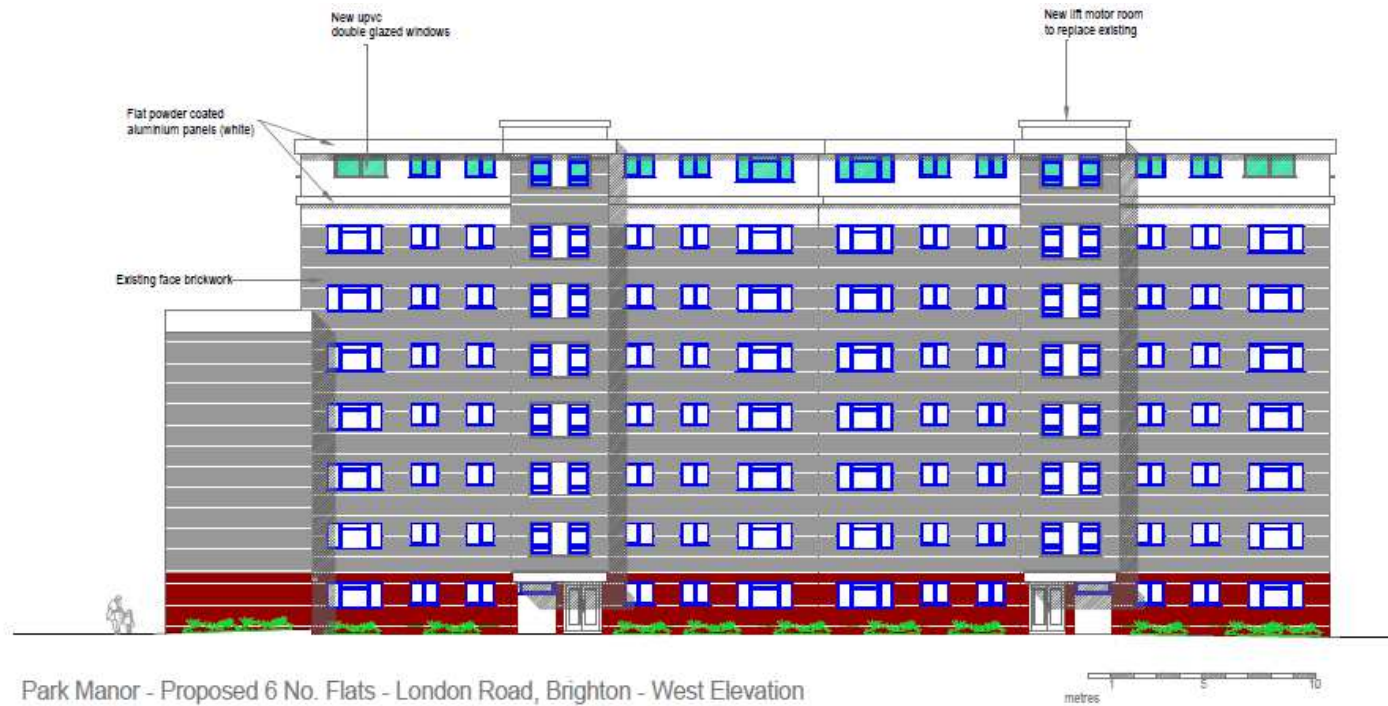 New upvc
double glazed windows
New lift motor room
to replace existing
Flat powder coated
aluminium panels (white)
Existing face brickwork
Park Manor - Proposed 6 No. Flats - London Road, Brighton - West Elevation
1 5 10
metres